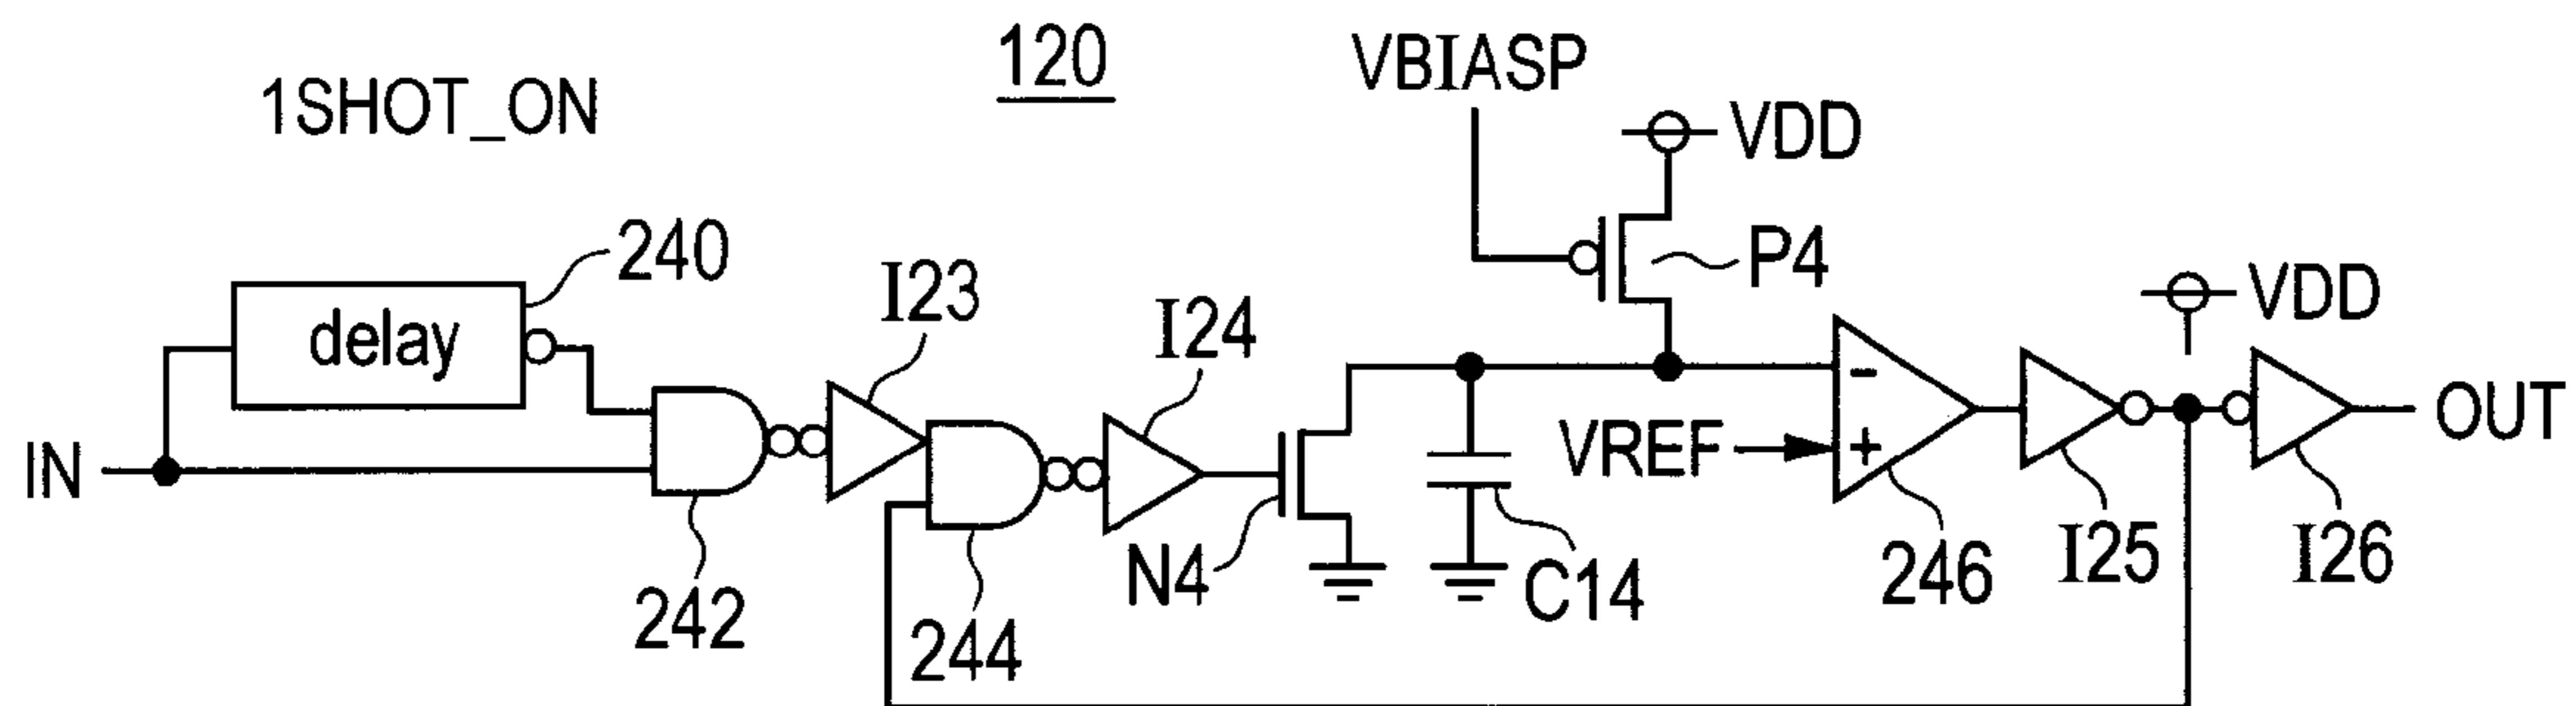 120
VBIASP
1SHOT_ON
VDD
240
P4
I23
VDD
I24
delay
OUT
VREF
-
+
IN
N4
C14
246
I25
I26
242
244